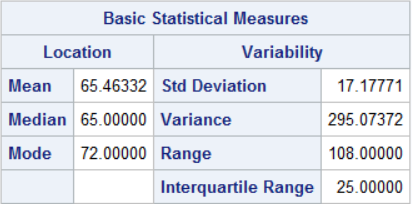 Basic Statistical Measures
Location Variability
Mean 65.46332 Std Deviation 17.17771
Median 65.00000 Variance 295.07372
Mode 72.00000 Range 108.00000
Interquartile Range 25.00000